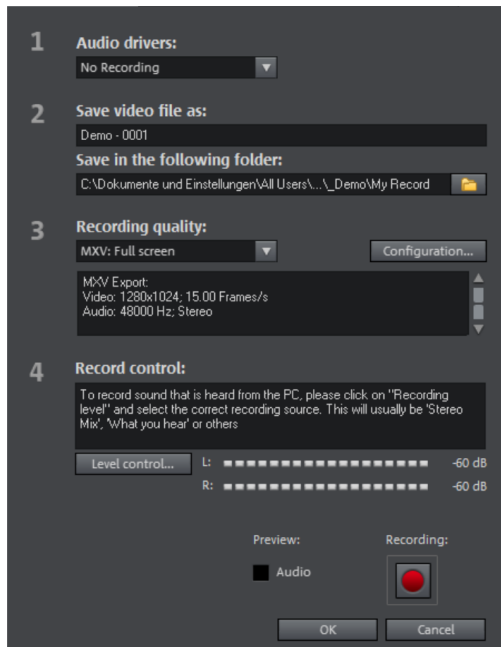 1 Audio drivers:
No Recording
2 Save video file as:
Demo - 0001
Save in the following folder:
C:\Dokumente und Einstellungen\All Users\...\_Demo\My Record
3 Recording quality:
MXV: Full screen Configuration...
MXV Export:
Video: 1280x1024; 15.00 Frames/s
Audio: 48000 Hz; Stereo
4 Record control:
To record sound that is heard from the PC, please click on "Recording
level" and select the correct recording source. This will usually be 'Stereo
Mix', 'What you hear' or others
Level control... L: -60 dB
R: -60 dB
Preview: Recording:
Audio
OK Cancel